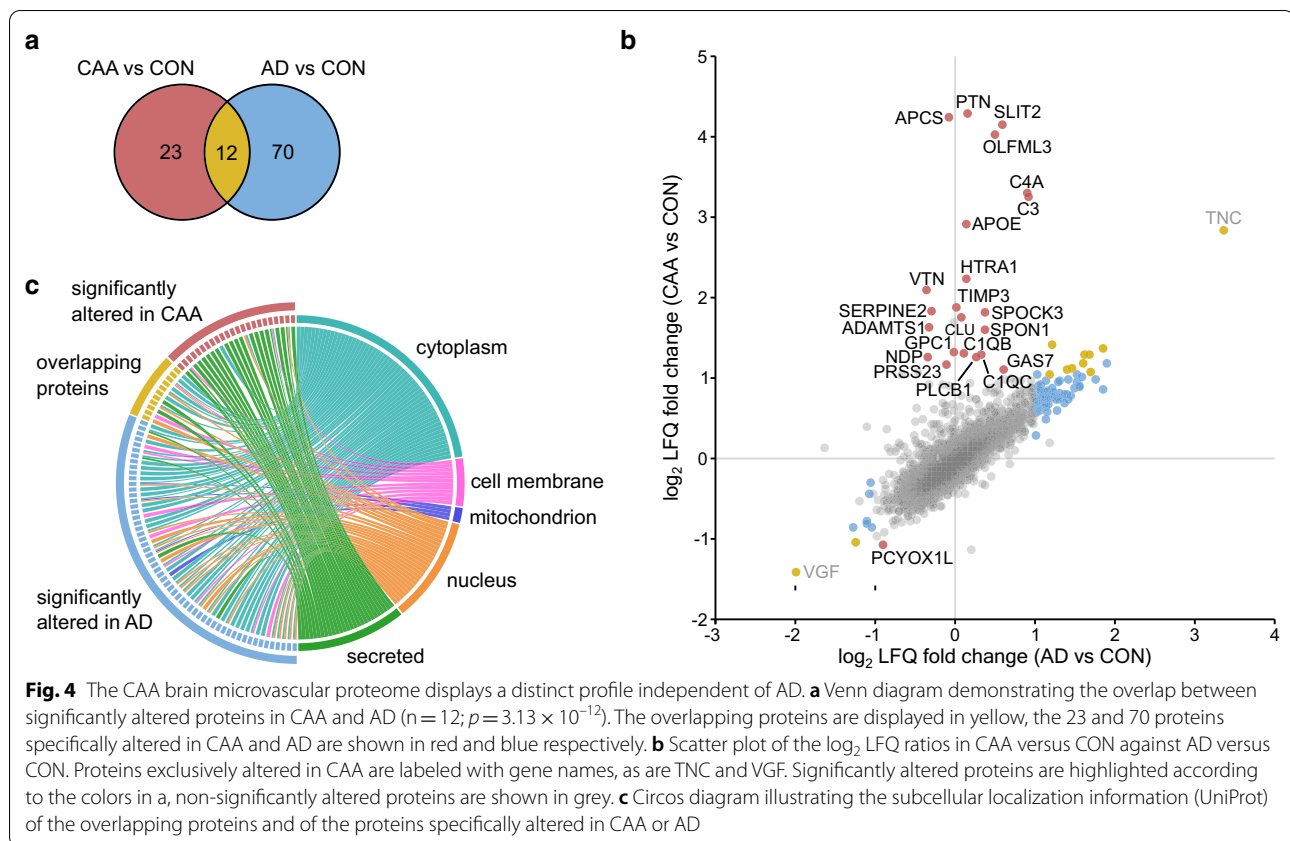 a
CAA vs CON
AD vs CON
23
12
70
b
log2 LFQ fold change (CAA vs CON)
5
4
3
2
1
0
-1
-2
-3
-2
-1
0
1
2
3
4
log2 LFQ fold change (AD vs CON)
APCS
PTN
SLIT2
OLFML3
C4A
C3
TNC
APOE
HTRA1
VTN
TIMP3
SERPINE2
SPOCK3
ADAMTS1
CLU
SPON1
GPC1
C1QB
NDP
GAS7
PRSS23
PLCB1
C1QC
PCYOX1L
VGF
c
significantly
altered in CAA
overlapping
proteins
significantly
altered in AD
cytoplasm
cell membrane
mitochondrion
nucleus
secreted
Fig. 4 The CAA brain microvascular proteome displays a distinct profile independent of AD. a Venn diagram demonstrating the overlap between
significantly altered proteins in CAA and AD (n = 12; p = 3.13 × 10⁻¹²). The overlapping proteins are displayed in yellow, the 23 and 70 proteins
specifically altered in CAA and AD are shown in red and blue respectively. b Scatter plot of the log2 LFQ ratios in CAA versus CON against AD versus
CON. Proteins exclusively altered in CAA are labeled with gene names, as are TNC and VGF. Significantly altered proteins are highlighted according
to the colors in a, non-significantly altered proteins are shown in grey. c Circos diagram illustrating the subcellular localization information (UniProt)
of the overlapping proteins and of the proteins specifically altered in CAA or AD